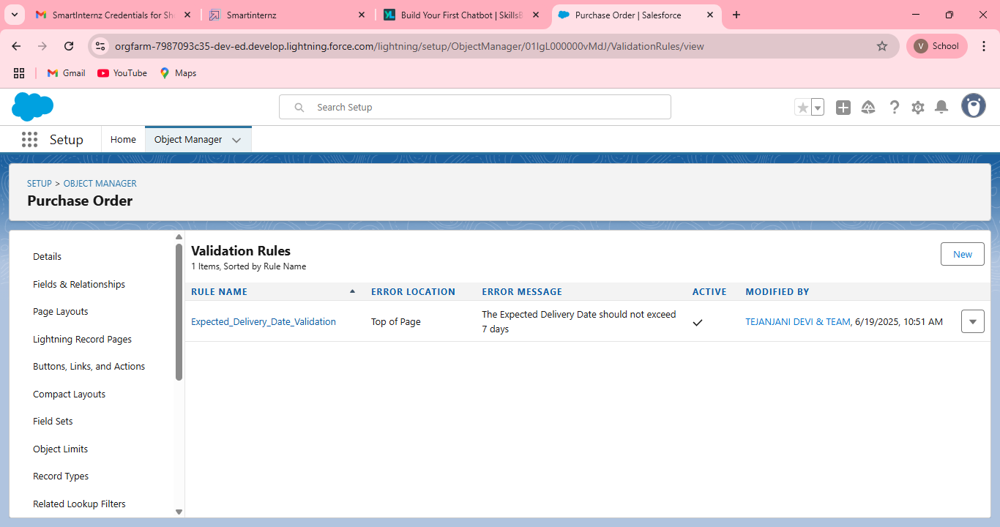 SmartInternz Credentials for Sh
Smartinternz
Build Your First Chatbot | SkillsB
Purchase Order | Salesforce
orgfarm-7987093c35-dev-ed.develop.lightning.force.com/lightning/setup/ObjectManager/01IgL000000vMdJ/ValidationRules/view
V School
Gmail YouTube Maps
Search Setup
Setup Home Object Manager
SETUP > OBJECT MANAGER
Purchase Order
Details
Fields & Relationships
Page Layouts
Lightning Record Pages
Buttons, Links, and Actions
Compact Layouts
Field Sets
Object Limits
Record Types
Related Lookup Filters
Validation Rules
1 Items, Sorted by Rule Name
New
RULE NAME ERROR LOCATION ERROR MESSAGE ACTIVE MODIFIED BY
Expected_Delivery_Date_Validation Top of Page The Expected Delivery Date should not exceed
7 days
TEJANJANI DEVI & TEAM, 6/19/2025, 10:51 AM